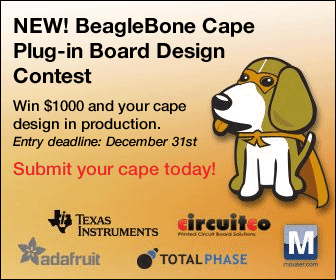 NEW! BeagleBone Cape
Plug-in Board Design
Contest
Win $1000 and your cape
design in production.
Entry deadline: December 31st
Submit your cape today!
TEXAS
INSTRUMENTS
circuitco
Printed Circuit Board Solutions
adafruit
TOTALPHASE
M
mouser.com